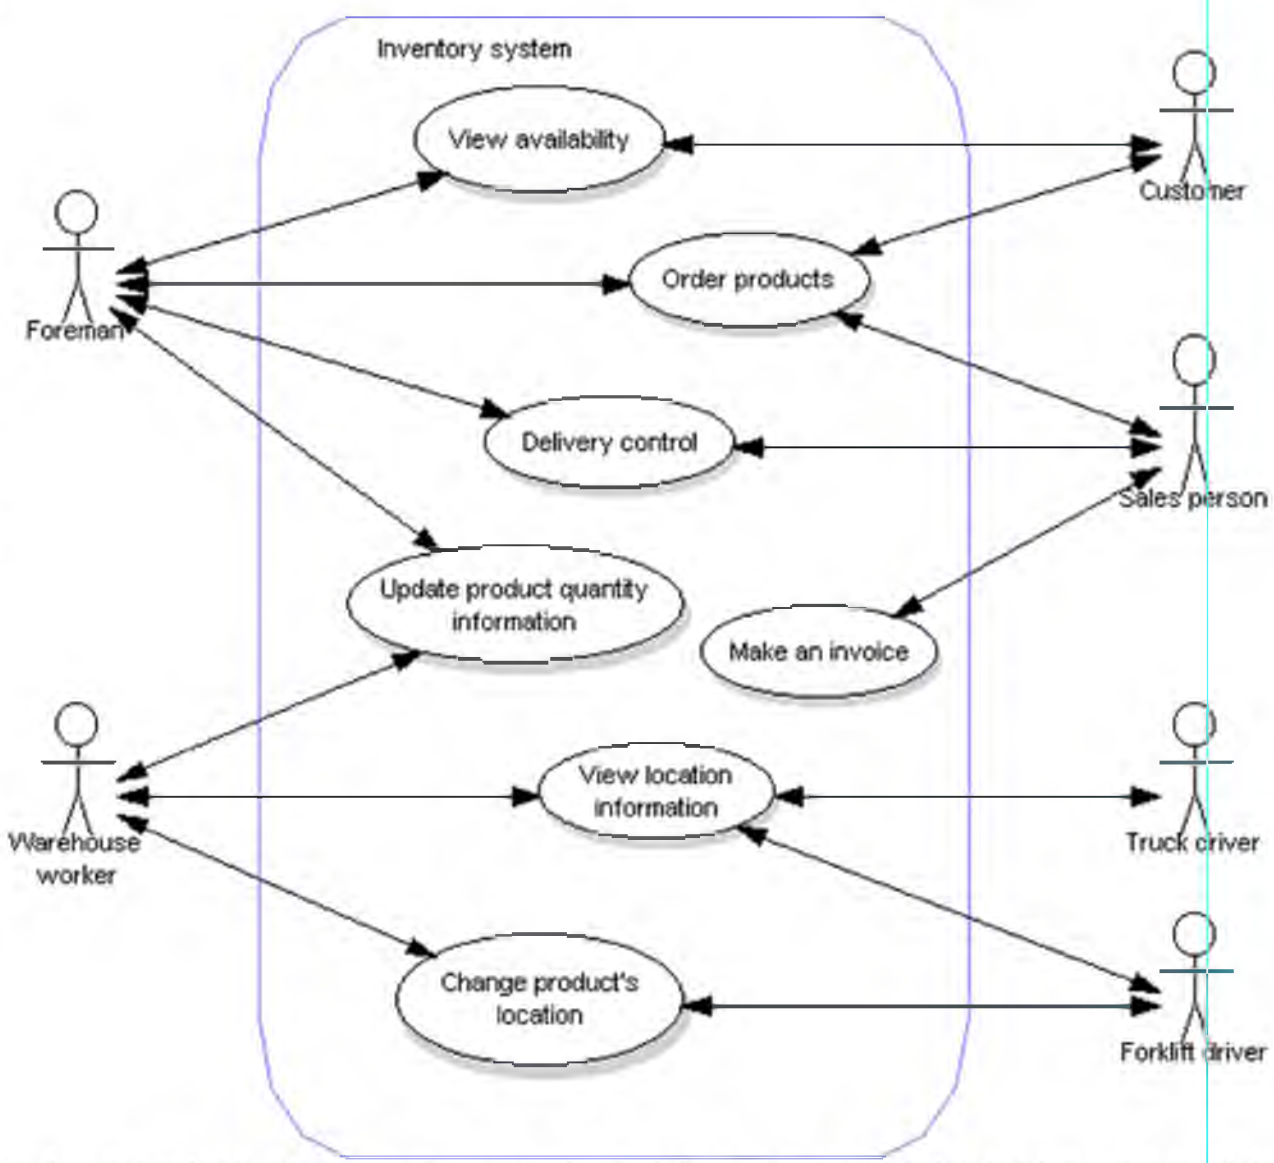 Inventory system
View availability
Customer
Order products
Foreman
Delivery control
Sales person
Update product quantity
information
Make an invoice
View location
information
Truck driver
Warehouse
worker
Change product's
location
Forklift driver